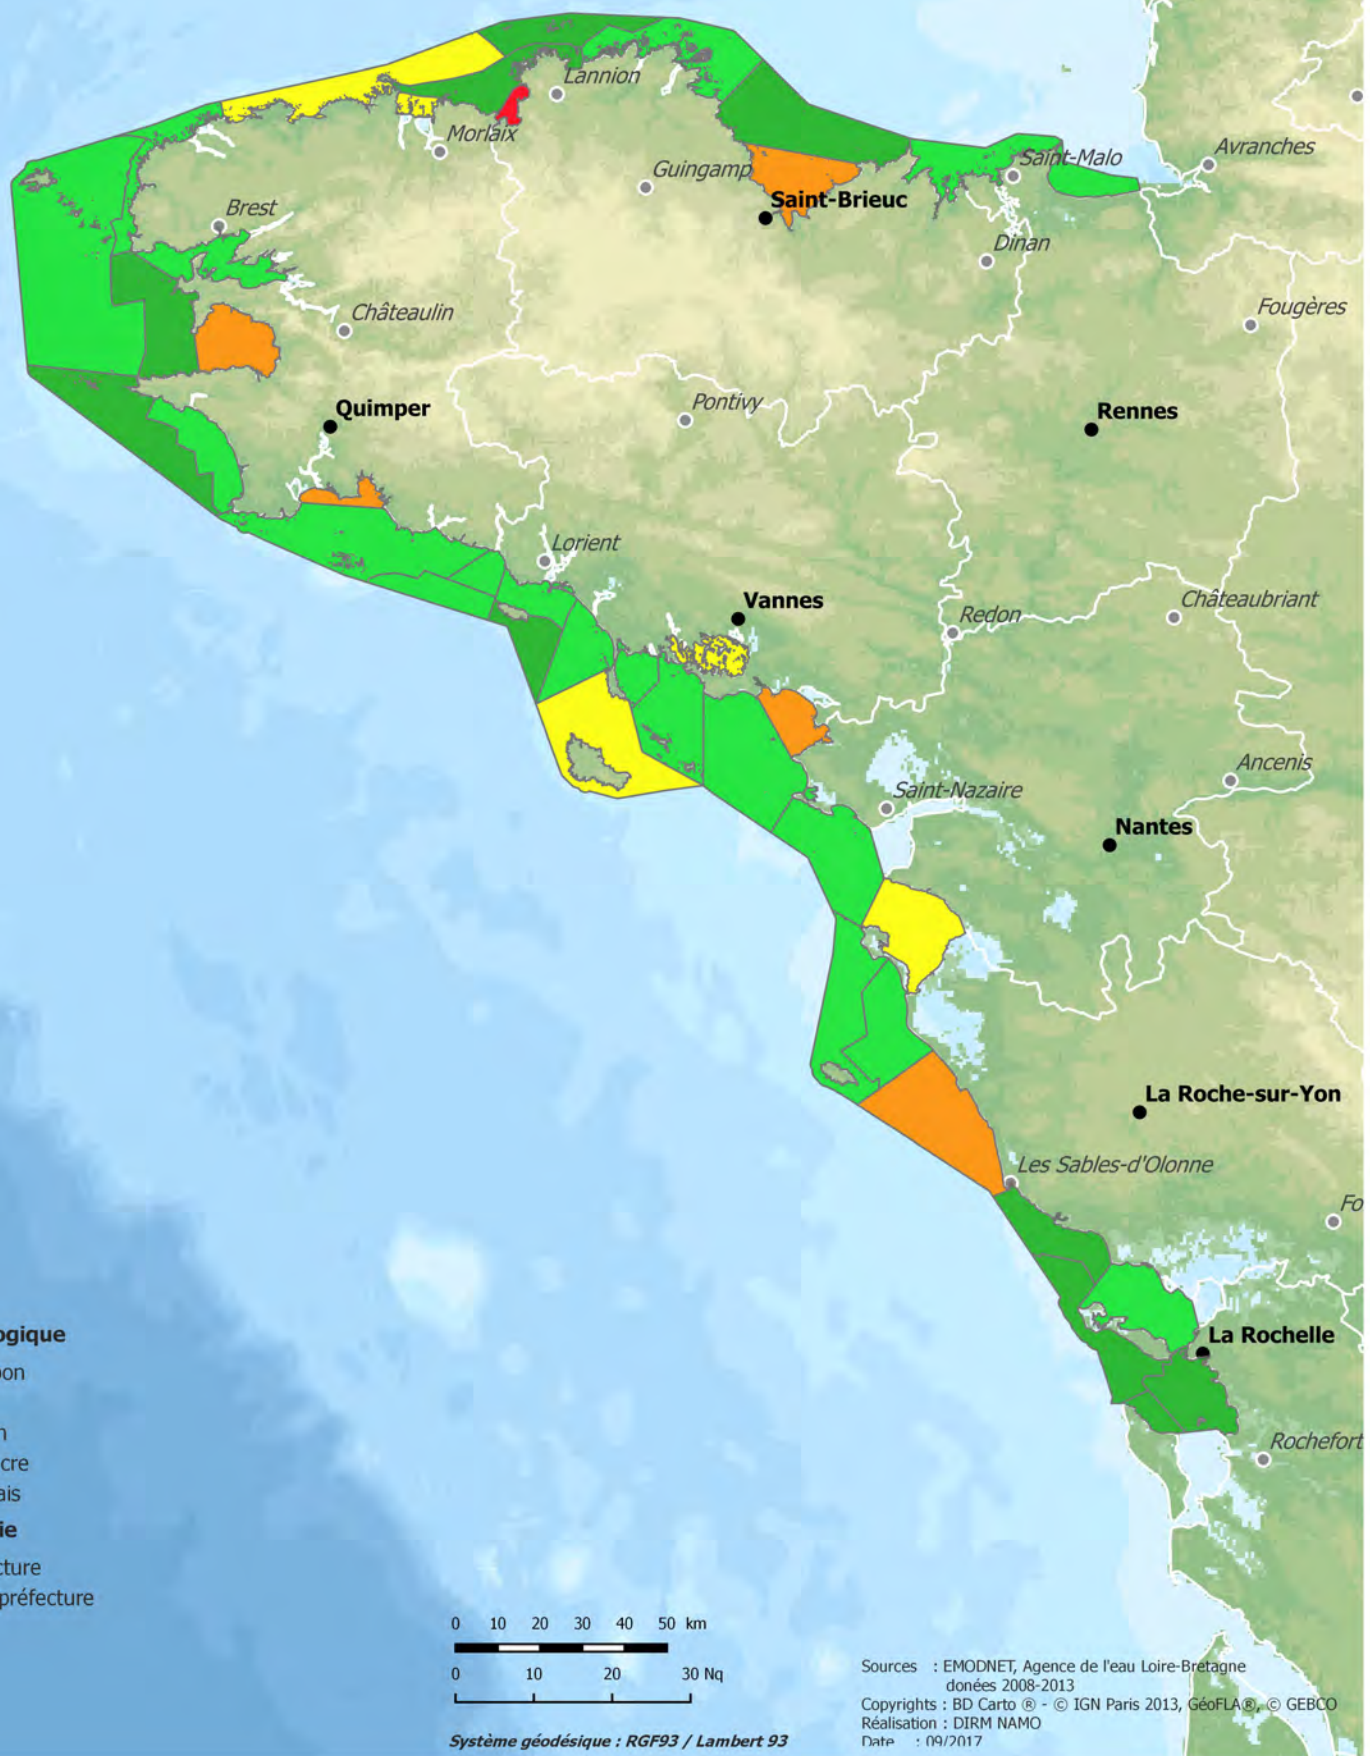 Lannion
Morlaix
Avranches
Saint-Malo
Guingamp
Saint-Brieuc
Brest
Dinan
Châteaulin
Fougères
Pontivy
Quimper
Rennes
Lorient
Vannes
Redon
Châteaubriant
Ancenis
Saint-Nazaire
Nantes
La Roche-sur-Yon
Les Sables-d'Olonne
Fo
ogique
La Rochelle
on
n
cre
Rochefort
ais
ie
cture
préfecture
0 10 20 30 40 50 km
0 10 20 30 Nq
Sources : EMODNET, Agence de l'eau Loire-Bretagne
donées 2008-2013
Copyrights : BD Carto ® - © IGN Paris 2013, GéoFLA®, © GEBCO
Réalisation : DIRM NAMO
Système géodésique : RGF93 / Lambert 93
Date : 09/2017